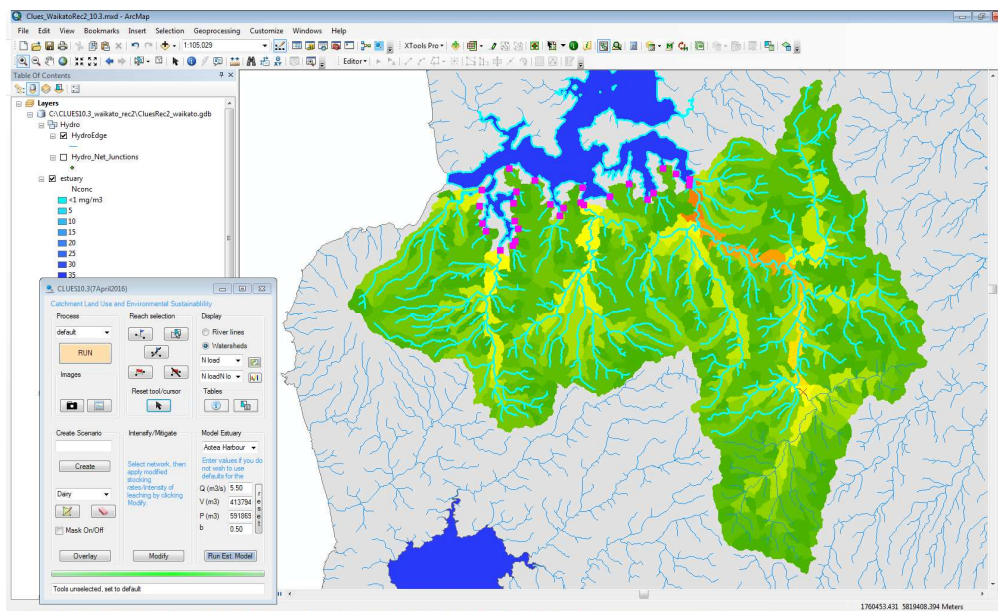 Clues_WaikatoRec2_10.3.mxd - ArcMap
File Edit View Bookmarks Insert Selection Geoprocessing Customize Windows Help
1:105,029 XTools Pro
Editor
Table Of Contents
Layers
C:\CLUES10.3_waikato_rec2\CluesRec2_waikato.gdb
Hydro
HydroEdge
Hydro_Net_Junctions
estuary
Nconc
<1 mg/m3
5
10
15
20
25
30
35
CLUES10.3(7April2016)
Catchment Land Use and Environmental Sustainablility
Process Reach selection Display
default River lines
RUN Watersheds
N load
Images N loadN lo
Reset tool/cursor Tables
Create Scenario Intensify/Mitigate Model Estuary
Aotea Harbour
Create Select network, then apply modified stocking rates/Intensity of leaching by clicking Modify. Enter values if you do not wish to use defaults for the
Dairy Q (m3/s) 5.50
V (m3) 413794
P (m3) 591869
Mask On/Off b 0.50
reset
Overlay Modify Run Est. Model
Tools unselected, set to default
1760453.431 5819408.394 Meters